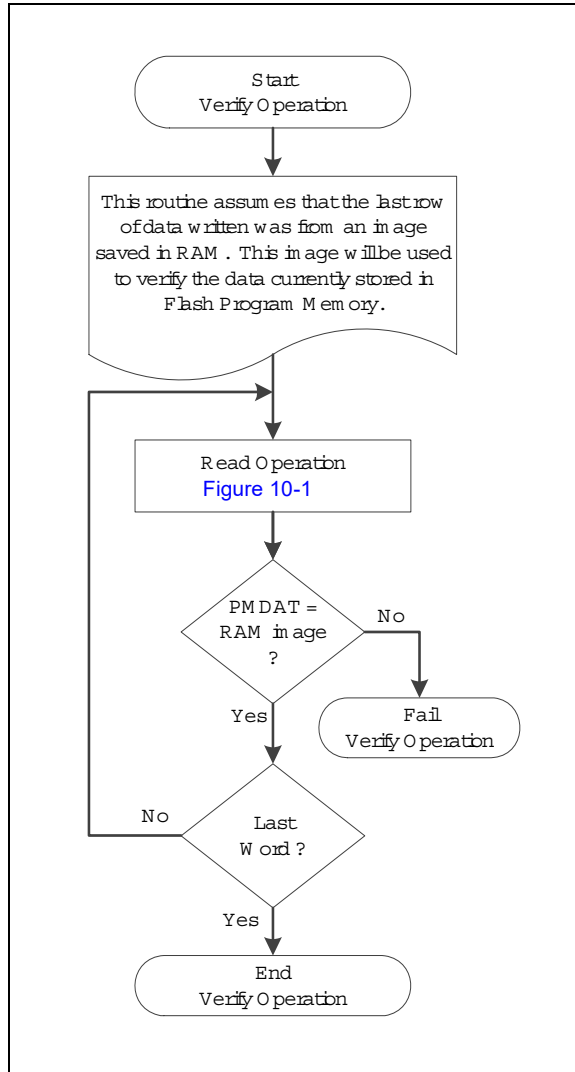 Start
Verify Operation
This routine assumes that the last row
of data written was from an image
saved in RAM. This image will be used
to verify the data currently stored in
Flash Program Memory.
Read Operation
Figure 10-1
PMDAT =
RAM image
?
No
Yes
Fail
Verify Operation
No
Last
Word ?
Yes
End
Verify Operation